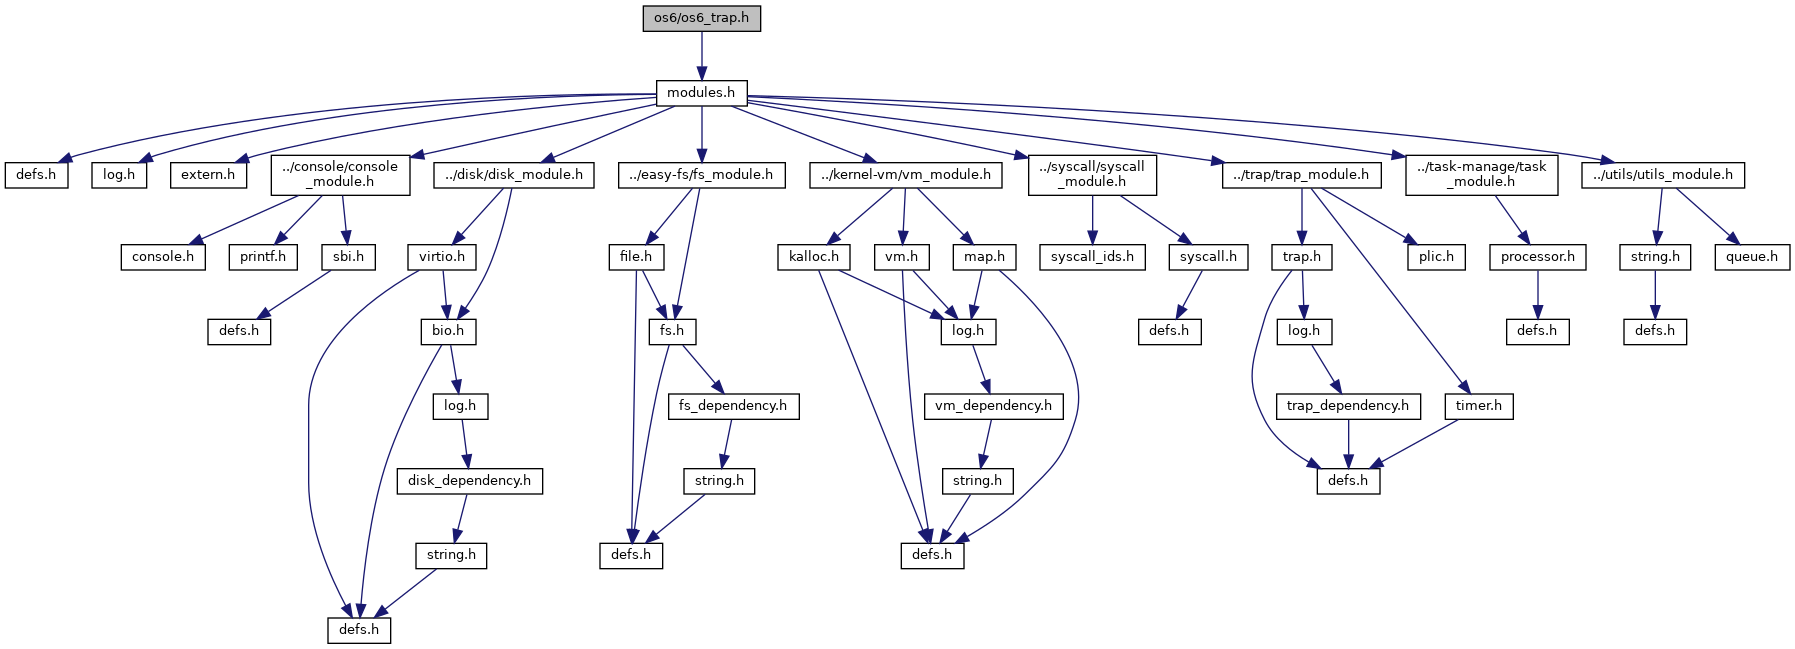 os6/os6_trap.h
modules.h
defs.h
log.h
extern.h
../console/console
_module.h
../disk/disk_module.h
../easy-fs/fs_module.h
../kernel-vm/vm_module.h
../syscall/syscall
_module.h
../trap/trap_module.h
../task-manage/task
_module.h
../utils/utils_module.h
console.h
printf.h
sbi.h
virtio.h
file.h
kalloc.h
vm.h
map.h
syscall_ids.h
syscall.h
trap.h
plic.h
processor.h
string.h
queue.h
defs.h
bio.h
fs.h
log.h
defs.h
log.h
defs.h
defs.h
log.h
fs_dependency.h
vm_dependency.h
trap_dependency.h
timer.h
disk_dependency.h
string.h
string.h
defs.h
string.h
defs.h
defs.h
defs.h